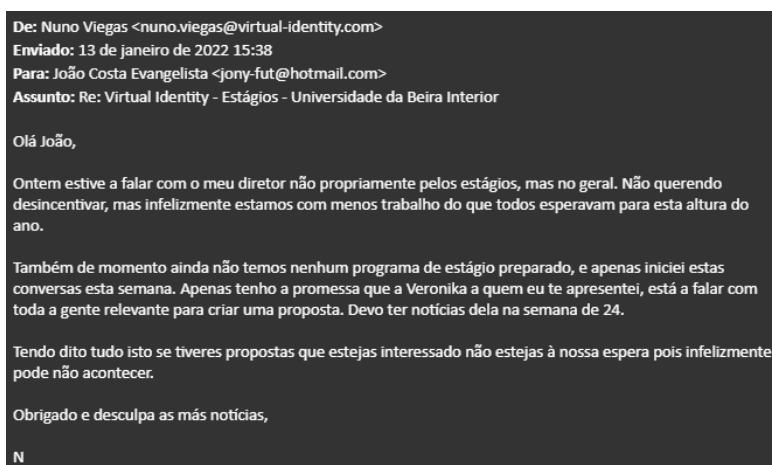 De: Nuno Viegas <nuno.viegas@virtual-identity.com>
Enviado: 13 de janeiro de 2022 15:38
Para: João Costa Evangelista <jony-fut@hotmail.com>
Assunto: Re: Virtual Identity - Estágios - Universidade da Beira Interior
Olá João,
Ontem estive a falar com o meu diretor não propriamente pelos estágios, mas no geral. Não querendo
desincentivar, mas infelizmente estamos com menos trabalho do que todos esperavam para esta altura do
ano.
Também de momento ainda não temos nenhum programa de estágio preparado, e apenas iniciei estas
conversas esta semana. Apenas tenho a promessa que a Veronika a quem eu te apresentei, está a falar com
toda a gente relevante para criar uma proposta. Devo ter notícias dela na semana de 24.
Tendo dito tudo isto se tiveres propostas que estejas interessado não estejas à nossa espera pois infelizmente
pode não acontecer.
Obrigado e desculpa as más notícias,
N